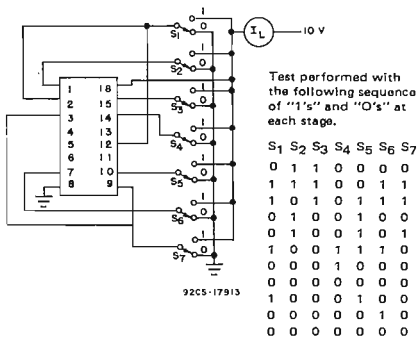 1
0
S1
IL
10 V
1
0
S2
1
0
S3
1
0
S4
1
0
S5
1
0
S6
1
0
S7
1 18
2 15
3 14
4 13
5 12
6 11
7 10
8 9
92CS-17913
Test performed with
the following sequence
of "1's" and "0's" at
each stage.
S1 S2 S3 S4 S5 S6 S7
0 1 1 0 0 0 0
1 1 1 0 0 1 1
1 0 1 0 1 1 1
0 1 0 0 1 0 0
0 1 0 0 1 0 1
1 0 0 1 1 1 0
0 0 0 1 0 0 0
0 0 0 0 0 0 0
1 0 0 0 1 0 0
0 0 0 0 0 1 0
0 0 0 0 0 0 0